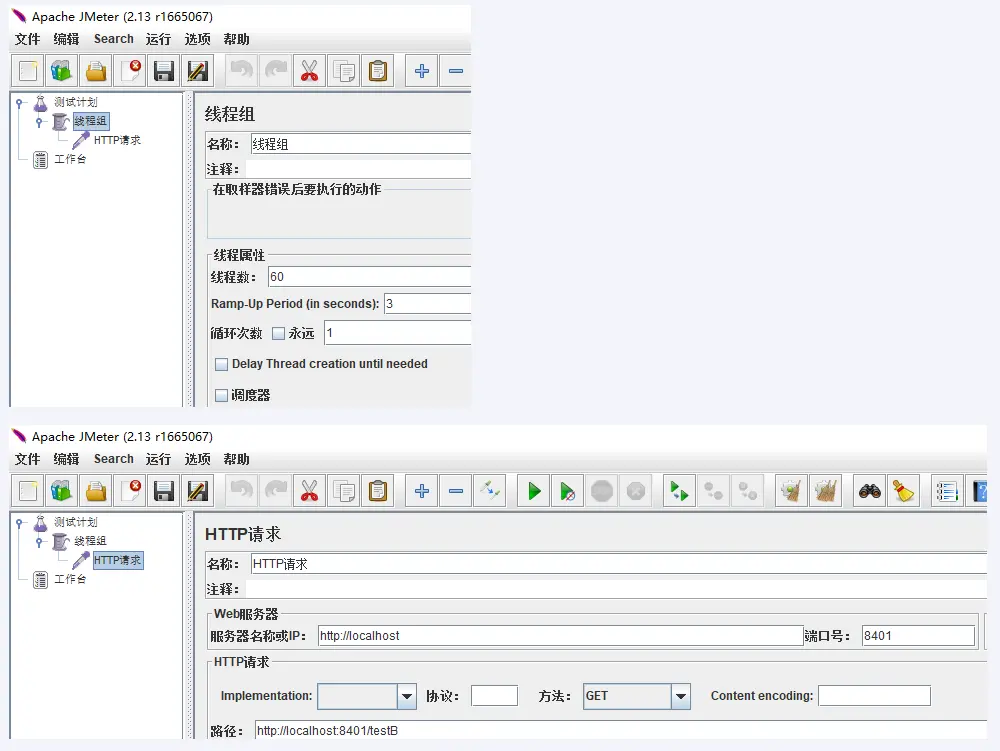 Apache JMeter (2.13 r1665067)
文件 编辑 Search 运行 选项 帮助
测试计划
线程组
HTTP请求
工作台
线程组
名称： 线程组
注释：
在取样器错误后要执行的动作
线程属性
线程数： 60
Ramp-Up Period (in seconds): 3
循环次数 永远 1
Delay Thread creation until needed
调度器
Apache JMeter (2.13 r1665067)
文件 编辑 Search 运行 选项 帮助
测试计划
线程组
HTTP请求
工作台
HTTP请求
名称： HTTP请求
注释：
Web服务器
服务器名称或IP： http://localhost 端口号： 8401
HTTP请求
Implementation: 协议： 方法： GET Content encoding:
路径： http://localhost:8401/testB